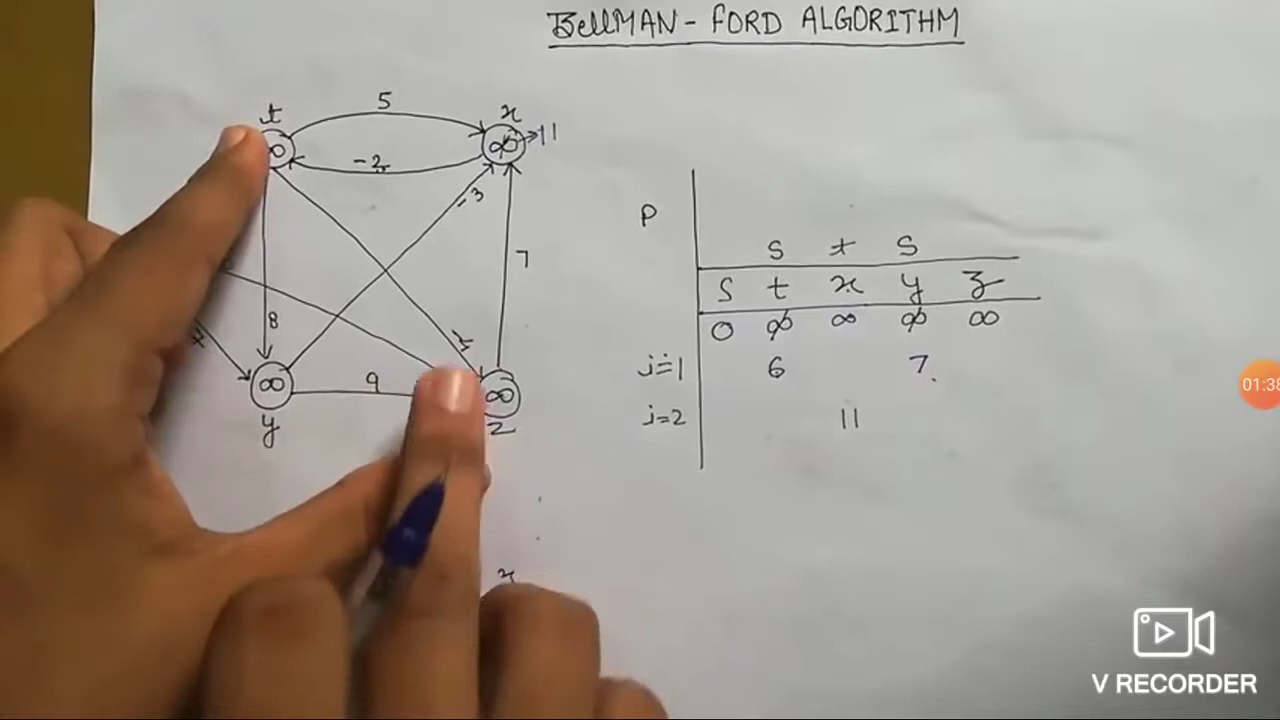 BellMAN - FORD ALGORITHM
t 5 x
∞ ∞ → 11
-2
-3
7
8
∞ 9 ∞
y z
P
S t S
S t x y z
0 ∞ ∞ ∞ ∞
i=1 6 7
i=2 11
01:38
V RECORDER